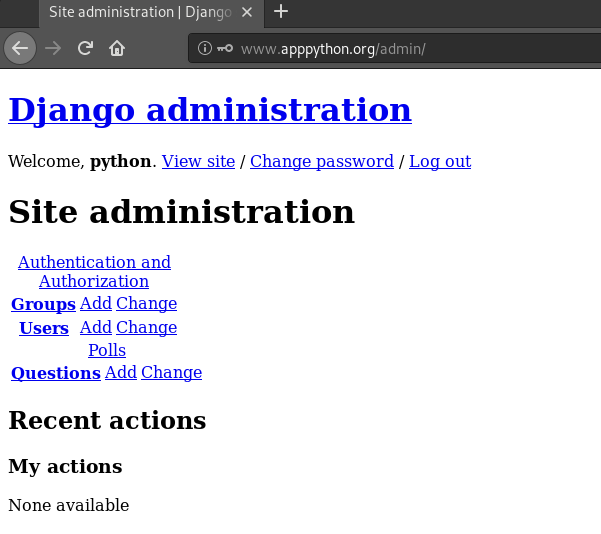 Site administration | Django
www.apppython.org/admin/
Django administration
Welcome, python. View site / Change password / Log out
Site administration
Authentication and
Authorization
Groups Add Change
Users Add Change
Polls
Questions Add Change
Recent actions
My actions
None available